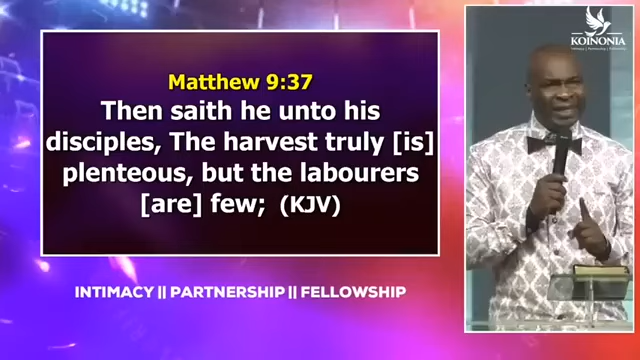 Matthew 9:37
Then saith he unto his
disciples, The harvest truly [is]
plenteous, but the labourers
[are] few; (KJV)
INTIMACY || PARTNERSHIP || FELLOWSHIP
KOINONIA